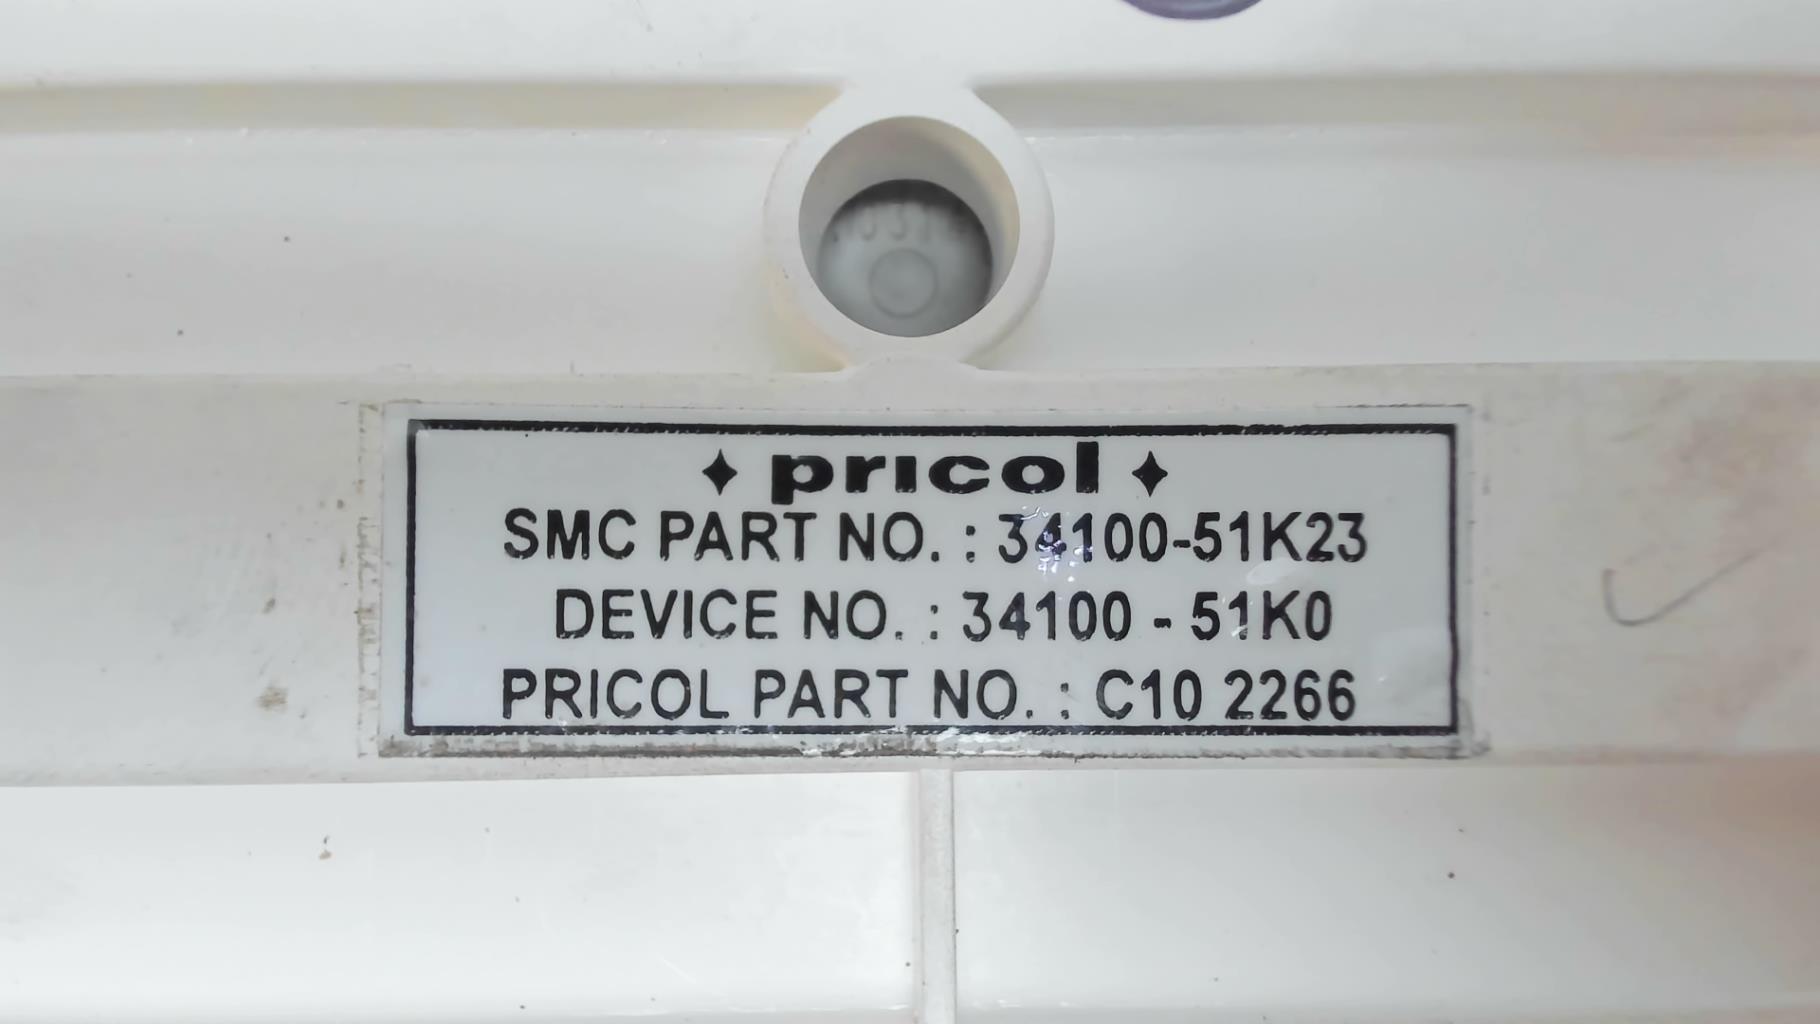 pricol
SMC PART NO. : 34100-51K23
DEVICE NO. : 34100 - 51K0
PRICOL PART NO. : C10 2266